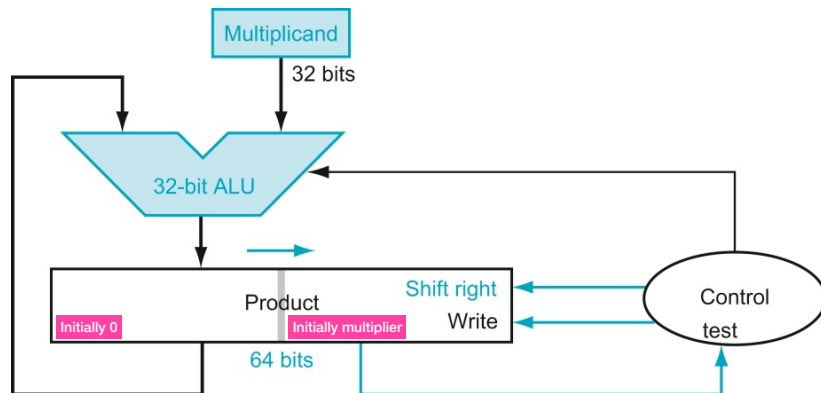 Multiplicand
32 bits
32-bit ALU
Product
Shift right
Write
Initially 0
Initially multiplier
64 bits
Control
test